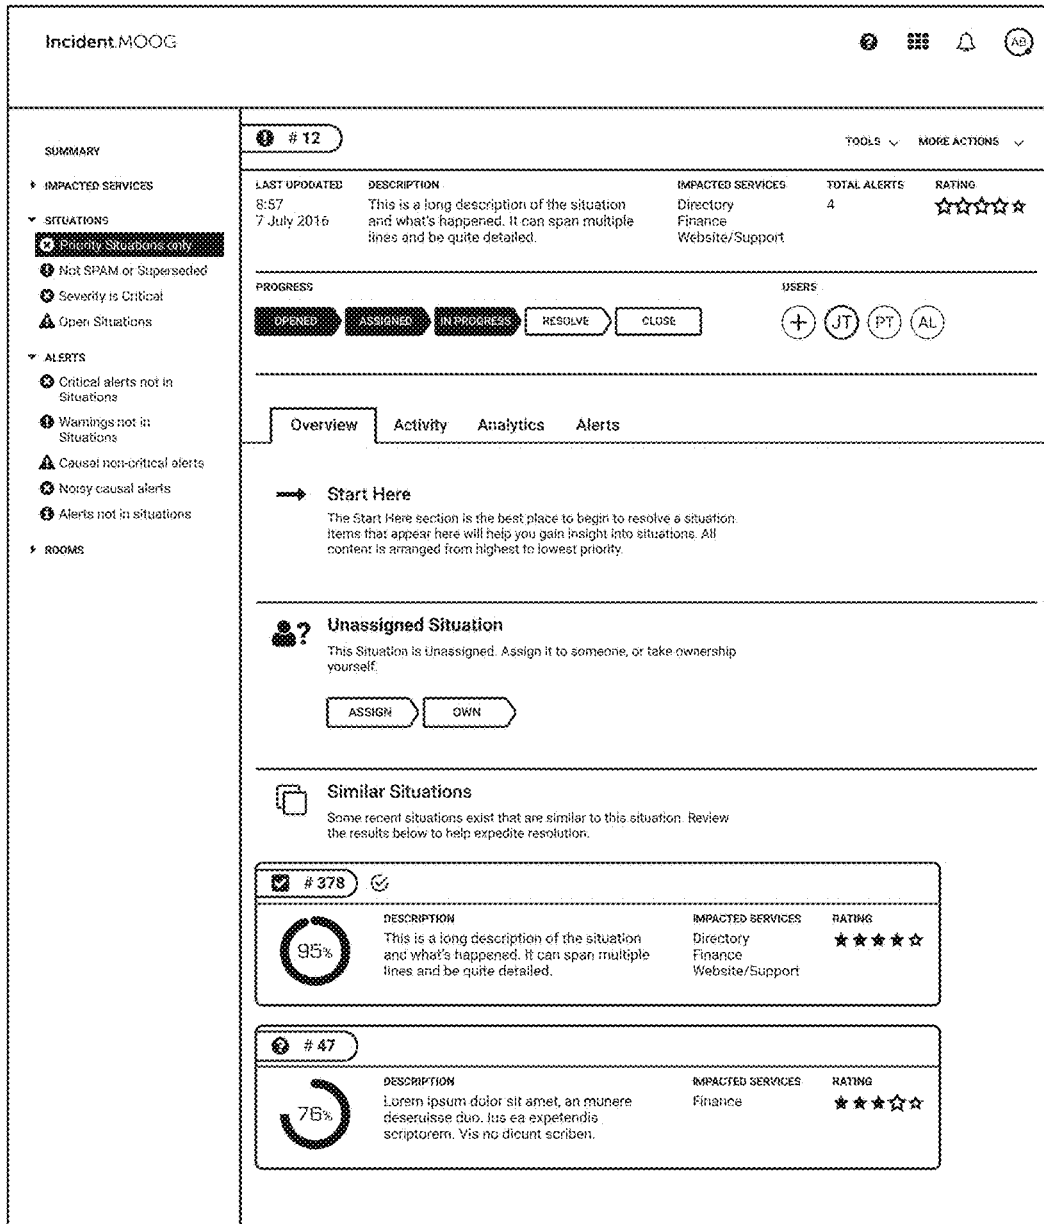 Incident.MOOG
AB
SUMMARY
IMPACTED SERVICES
SITUATIONS
Priority Situations only
Not SPAM or Superseded
Severity is Critical
Open Situations
ALERTS
Critical alerts not in
Situations
Warnings not in
Situations
Causal non-critical alerts
Noisy causal alerts
Alerts not in situations
ROOMS
# 12
TOOLS
MORE ACTIONS
LAST UPDDATED
8:57
7 July 2016
DESCRIPTION
This is a long description of the situation
and what's happened. It can span multiple
lines and be quite detailed.
IMPACTED SERVICES
Directory
Finance
Website/Support
TOTAL ALERTS
4
RATING
PROGRESS
OPENED
ASSIGNED
IN PROGRESS
RESOLVE
CLOSE
USERS
JT
PT
AL
Overview
Activity
Analytics
Alerts
Start Here
The Start Here section is the best place to begin to resolve a situation.
Items that appear here will help you gain insight into situations. All
content is arranged from highest to lowest priority.
Unassigned Situation
This Situation is Unassigned. Assign it to someone, or take ownership
yourself.
ASSIGN
OWN
Similar Situations
Some recent situations exist that are similar to this situation. Review
the results below to help expedite resolution.
# 378
95%
DESCRIPTION
This is a long description of the situation
and what's happened. It can span multiple
lines and be quite detailed.
IMPACTED SERVICES
Directory
Finance
Website/Support
RATING
# 47
76%
DESCRIPTION
Lorem ipsum dolor sit amet, an munere
deseruisse duo. Ius ea expetendis
scriptorem. Vis no dicunt scriben.
IMPACTED SERVICES
Finance
RATING